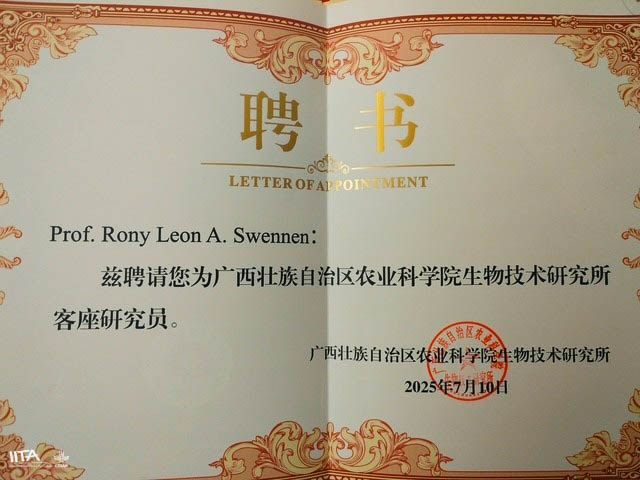 聘书
LETTER OF APPOINTMENT
Prof. Rony Leon A. Swennen：
兹聘请您为广西壮族自治区农业科学院生物技术研究所
客座研究员。
广西壮族自治区农业科学院生物技术研究所
2025年7月10日
IITA